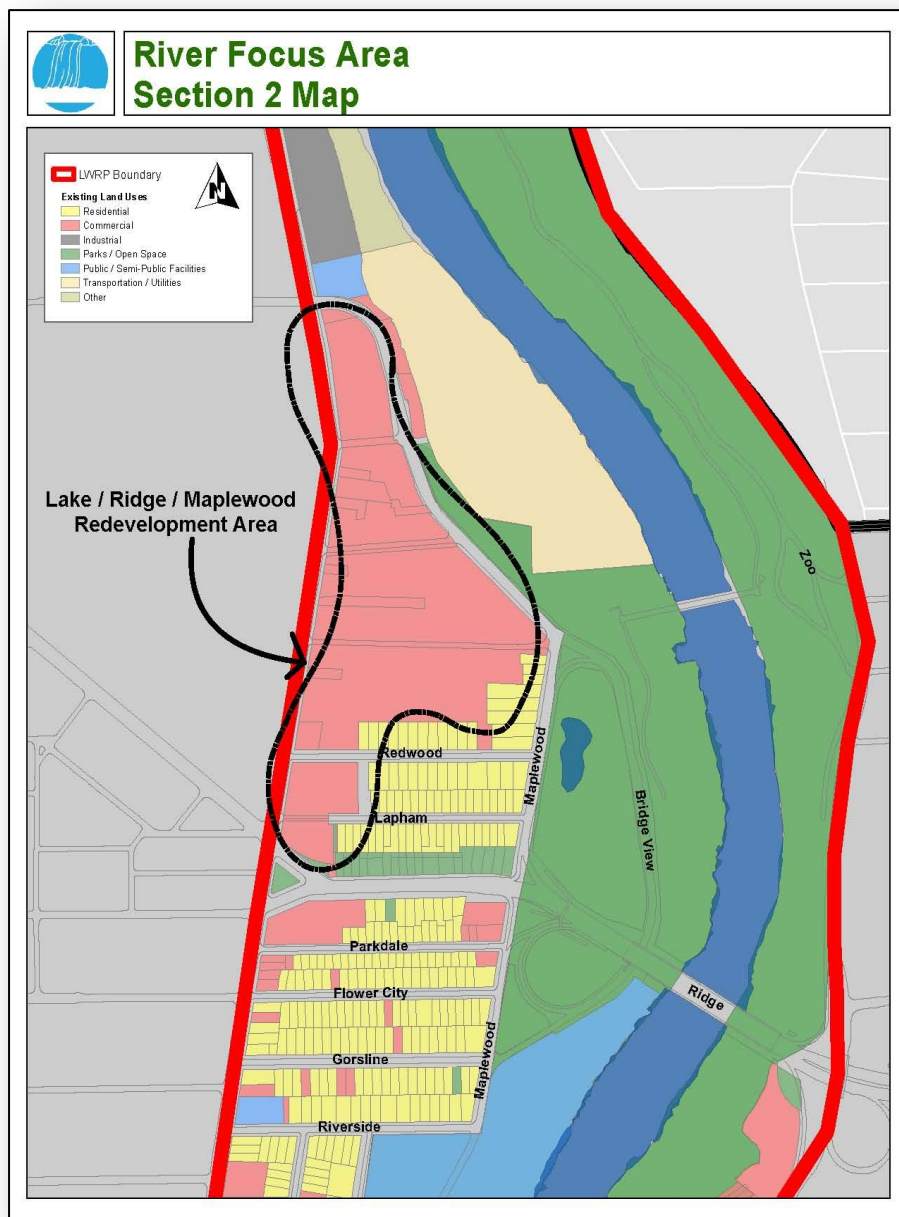 River Focus Area
Section 2 Map
LWRP Boundary
N
Existing Land Uses
Residential
Commercial
Industrial
Parks / Open Space
Public / Semi-Public Facilities
Transportation / Utilities
Other
Lake / Ridge / Maplewood
Redevelopment Area
Zoo
Redwood
Maplewood
Bridge View
Lapham
Parkdale
Flower City
Ridge
Gorsline
Maplewood
Riverside